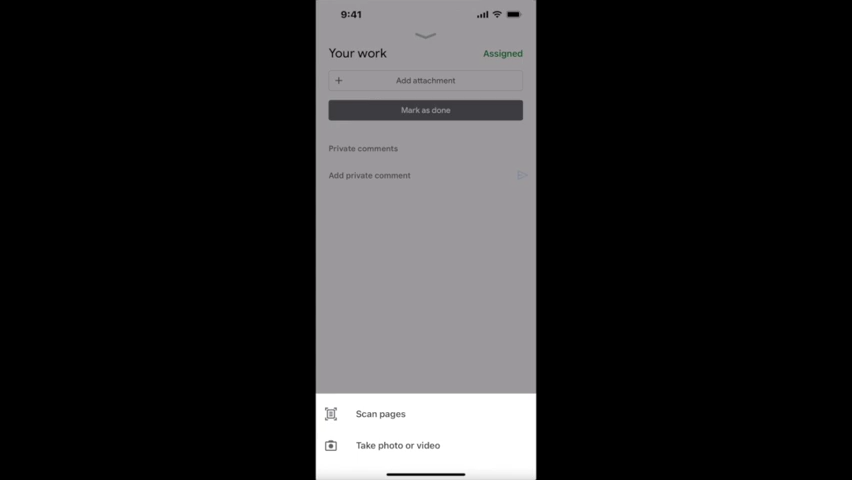 9:41
Your work
Assigned
Add attachment
Mark as done
Private comments
Add private comment
Scan pages
Take photo or video